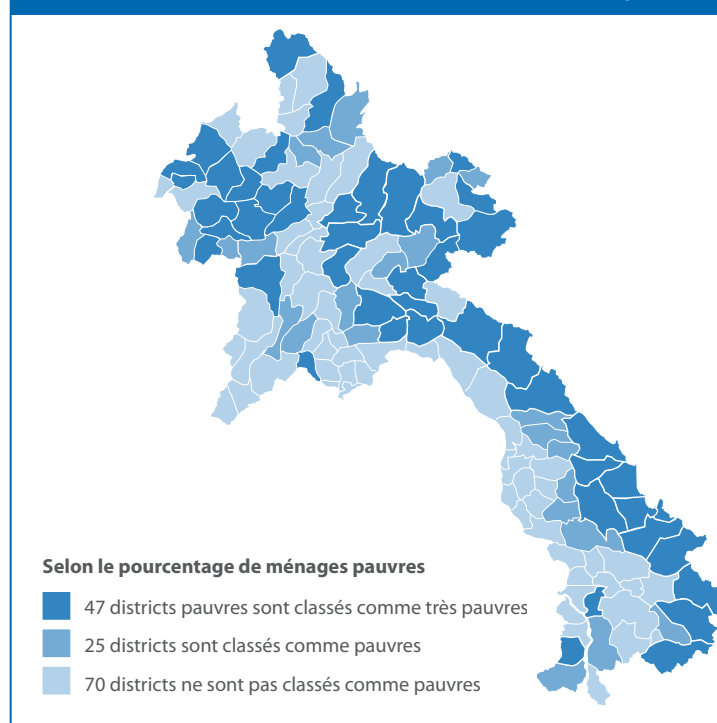 Selon le pourcentage de ménages pauvres
47 districts pauvres sont classés comme très pauvres
25 districts sont classés comme pauvres
70 districts ne sont pas classés comme pauvres